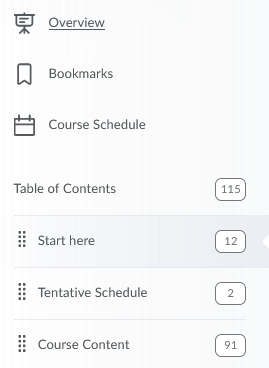 Overview
Bookmarks
Course Schedule
Table of Contents 115
Start here 12
Tentative Schedule 2
Course Content 91